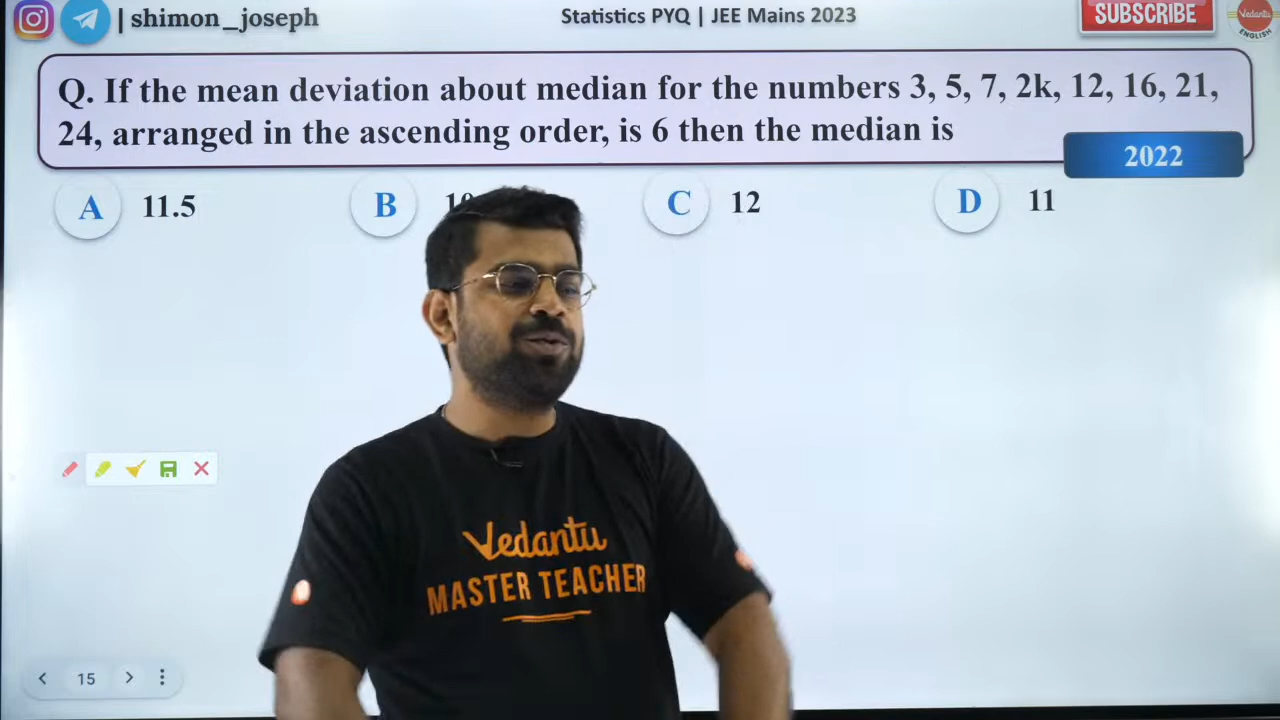 | shimon_joseph
Statistics PYQ | JEE Mains 2023
SUBSCRIBE
Vedantu
ENGLISH
Q. If the mean deviation about median for the numbers 3, 5, 7, 2k, 12, 16, 21,
24, arranged in the ascending order, is 6 then the median is
2022
A 11.5
B
C 12
D 11
Vedantu
MASTER TEACHER
15